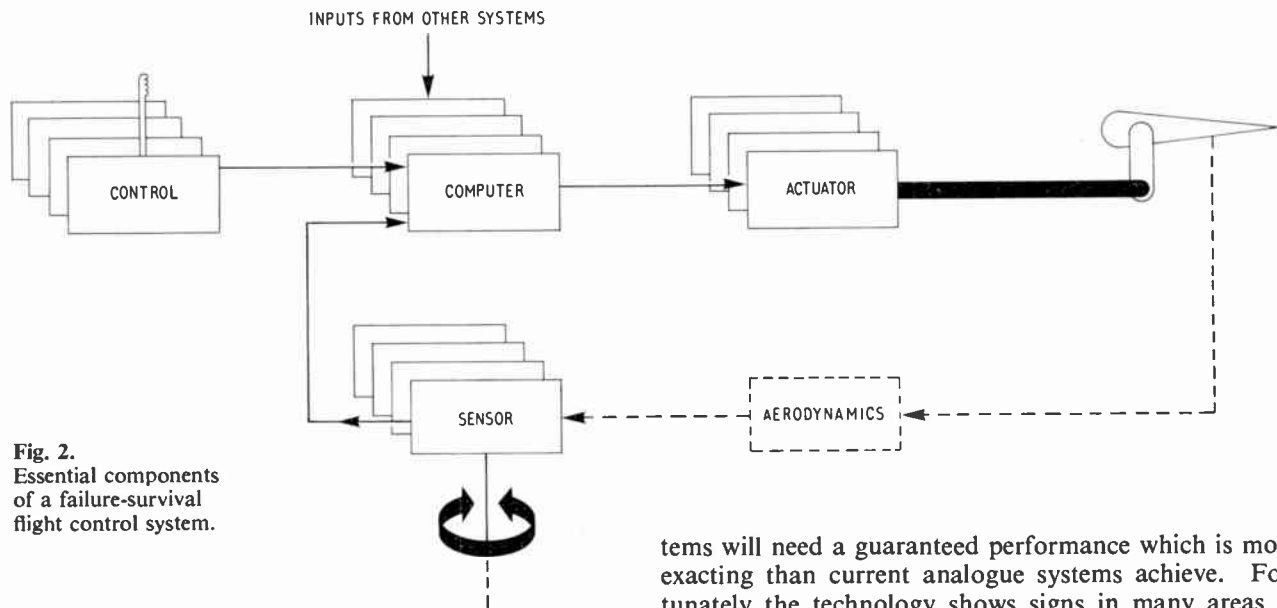 INPUTS FROM OTHER SYSTEMS
CONTROL
COMPUTER
ACTUATOR
SENSOR
AERODYNAMICS
Fig. 2.
Essential components
of a failure-survival
flight control system.
tems will need a guaranteed performance which is mo
exacting than current analogue systems achieve. Fo
tunately the technology shows signs in many areas